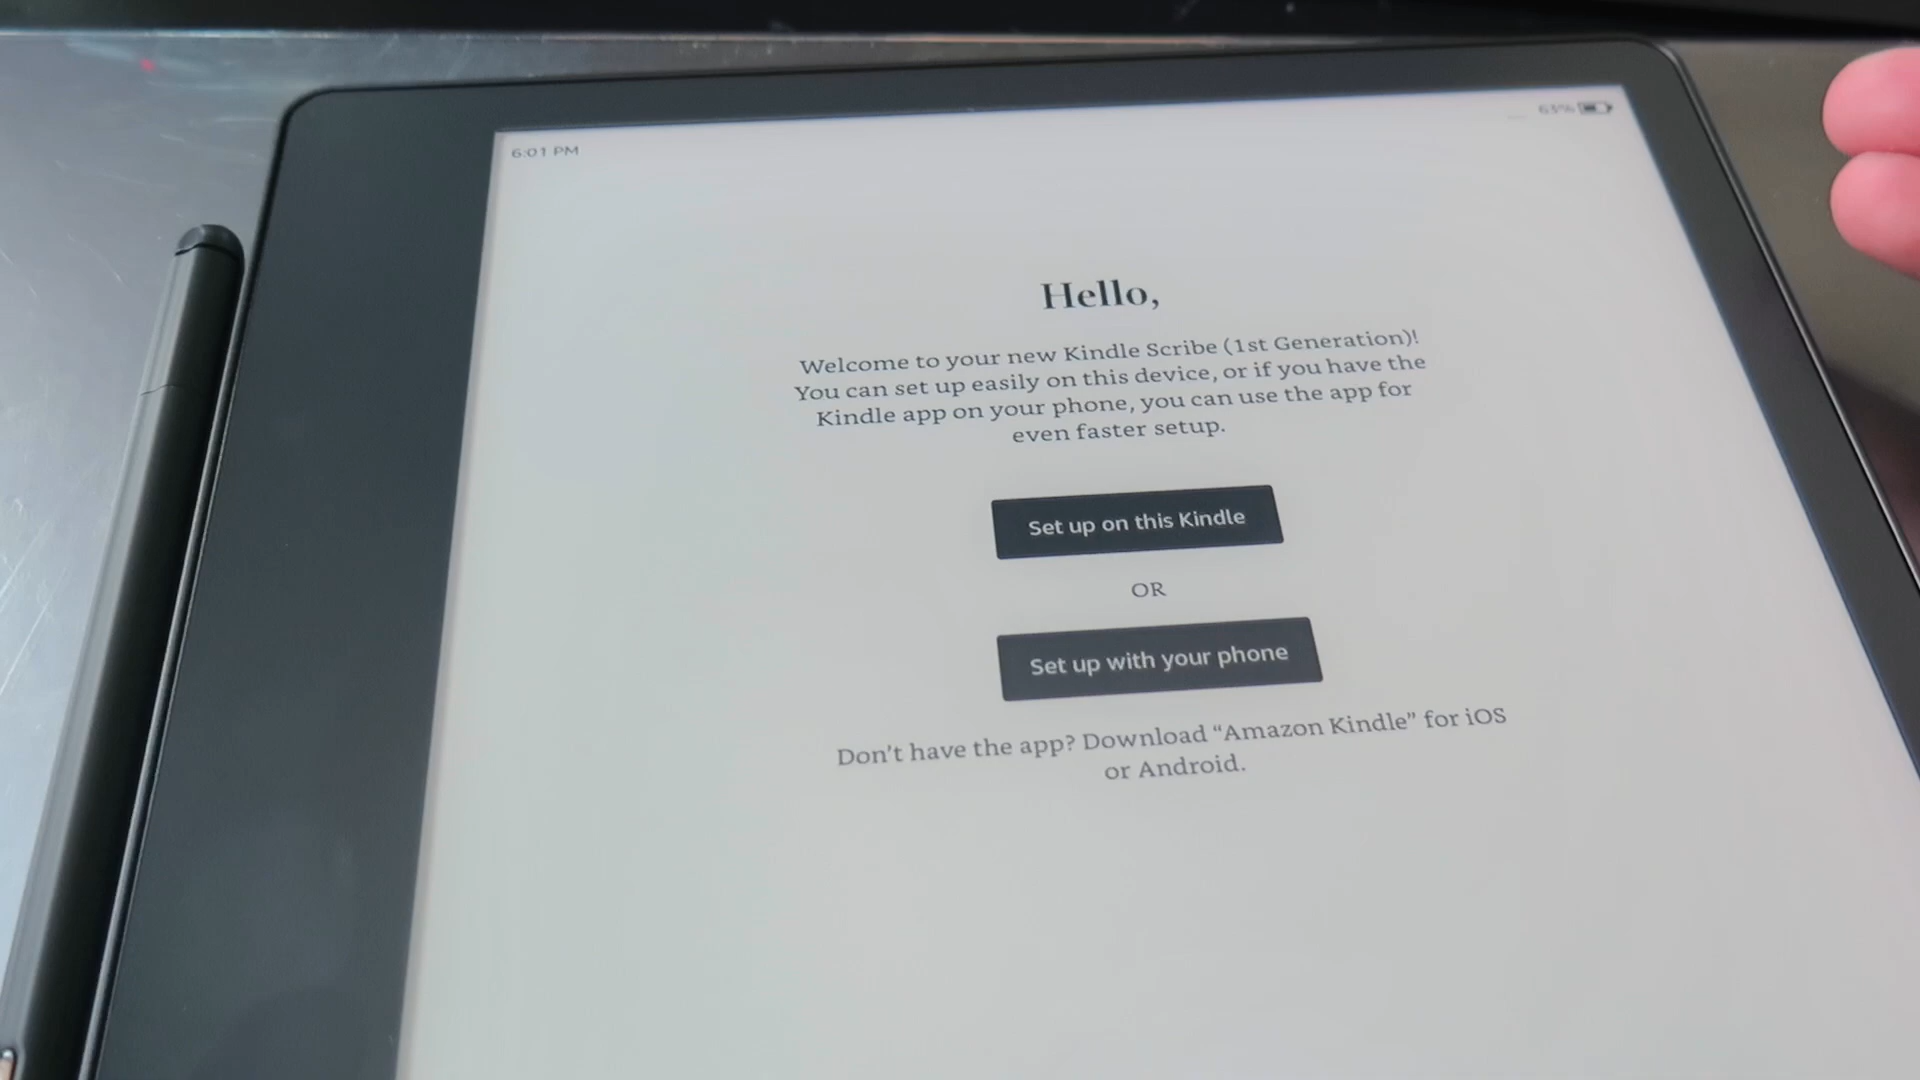 6:01 PM
63%
Hello,
Welcome to your new Kindle Scribe (1st Generation)!
You can set up easily on this device, or if you have the
Kindle app on your phone, you can use the app for
even faster setup.
Set up on this Kindle
OR
Set up with your phone
Don't have the app? Download “Amazon Kindle” for iOS
or Android.